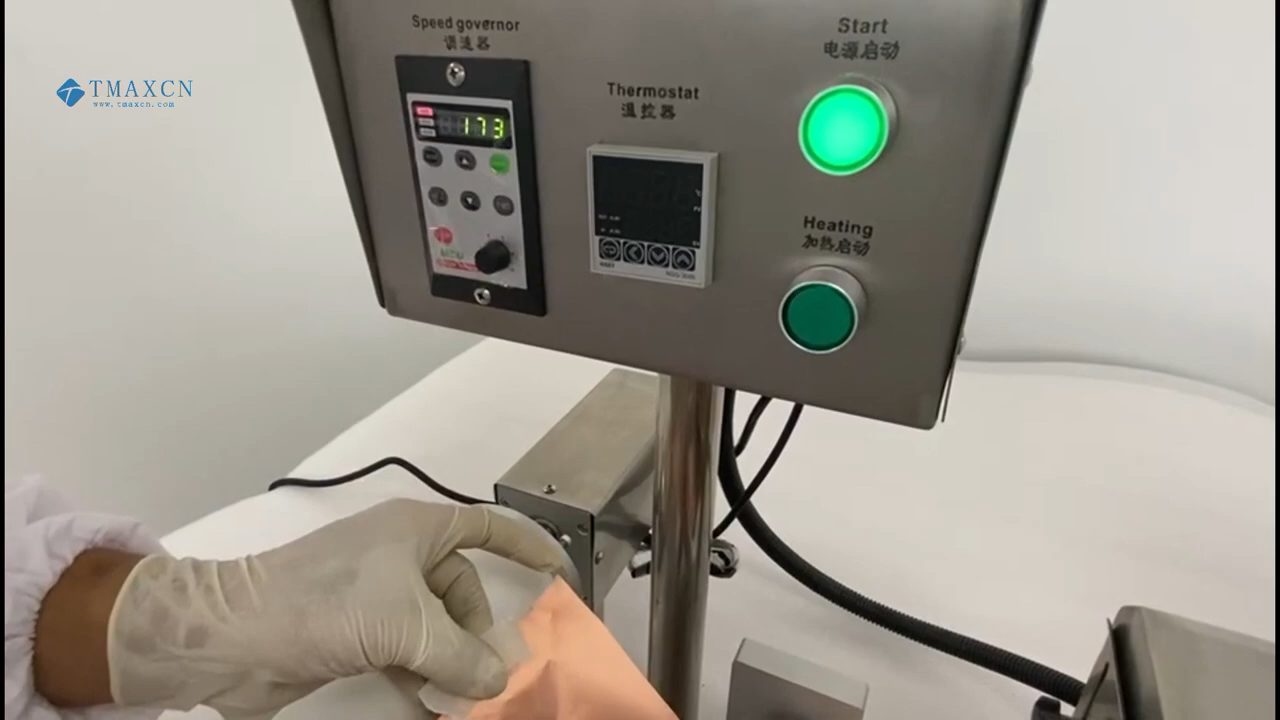 TMAXCN
www.tmaxcn.com
Speed governor
调速器
173
Thermostat
温控器
Start
电源启动
Heating
加热启动